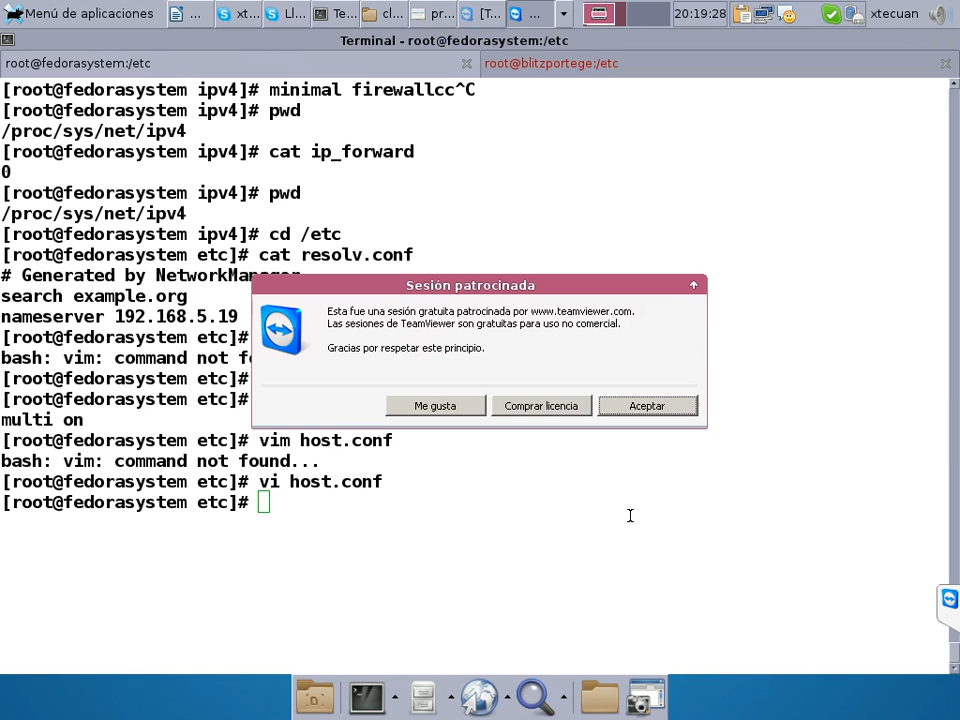 Menú de aplicaciones
...
xt...
Ll...
Te...
cl...
pr...
[T...
...
20:19:28
xtecuan
Terminal - root@fedorasystem:/etc
root@fedorasystem:/etc
root@blitzportege:/etc
[root@fedorasystem ipv4]# minimal firewallcc^C
[root@fedorasystem ipv4]# pwd
/proc/sys/net/ipv4
[root@fedorasystem ipv4]# cat ip_forward
0
[root@fedorasystem ipv4]# pwd
/proc/sys/net/ipv4
[root@fedorasystem ipv4]# cd /etc
[root@fedorasystem etc]# cat resolv.conf
# Generated by NetworkManager
search example.org
nameserver 192.168.5.19
[root@fedorasystem etc]#
bash: vim: command not fo
[root@fedorasystem etc]#
[root@fedorasystem etc]#
multi on
[root@fedorasystem etc]# vim host.conf
bash: vim: command not found...
[root@fedorasystem etc]# vi host.conf
[root@fedorasystem etc]#
Sesión patrocinada
Esta fue una sesión gratuita patrocinada por www.teamviewer.com.
Las sesiones de TeamViewer son gratuitas para uso no comercial.
Gracias por respetar este principio.
Me gusta
Comprar licencia
Aceptar